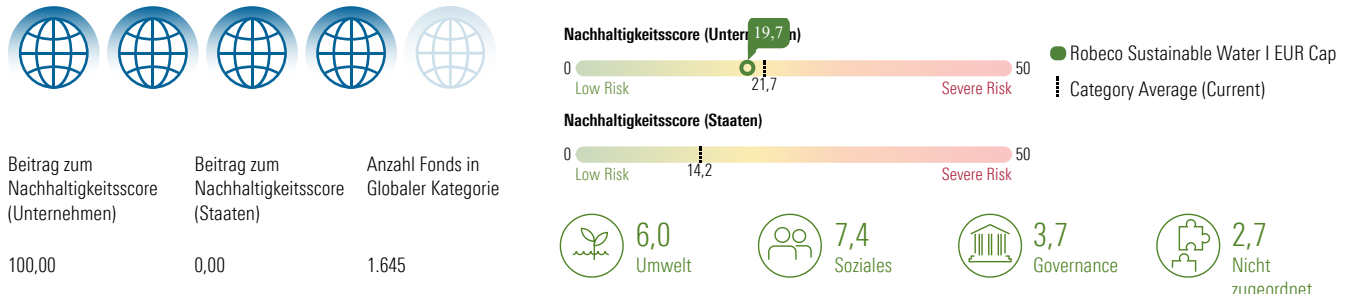 Beitrag zum
Nachhaltigkeitsscore
(Unternehmen)
100,00
Beitrag zum
Nachhaltigkeitsscore
(Staaten)
0,00
Anzahl Fonds in
Globaler Kategorie
1.645
Nachhaltigkeitsscore (Unter en)
19,7
0
50
Low Risk
21,7
Severe Risk
Nachhaltigkeitsscore (Staaten)
0
50
Low Risk
14,2
Severe Risk
Robeco Sustainable Water I EUR Cap
Category Average (Current)
6,0
Umwelt
7,4
Soziales
3,7
Governance
2,7
Nicht
zugeordnet